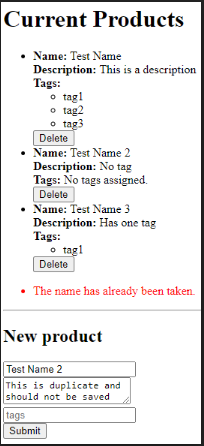 Current Products
Name: Test Name
Description: This is a description
Tags:
tag1
tag2
tag3
Delete
Name: Test Name 2
Description: No tag
Tags: No tags assigned.
Delete
Name: Test Name 3
Description: Has one tag
Tags:
tag1
Delete
The name has already been taken.
New product
Test Name 2
This is duplicate and
should not be saved
tags
Submit